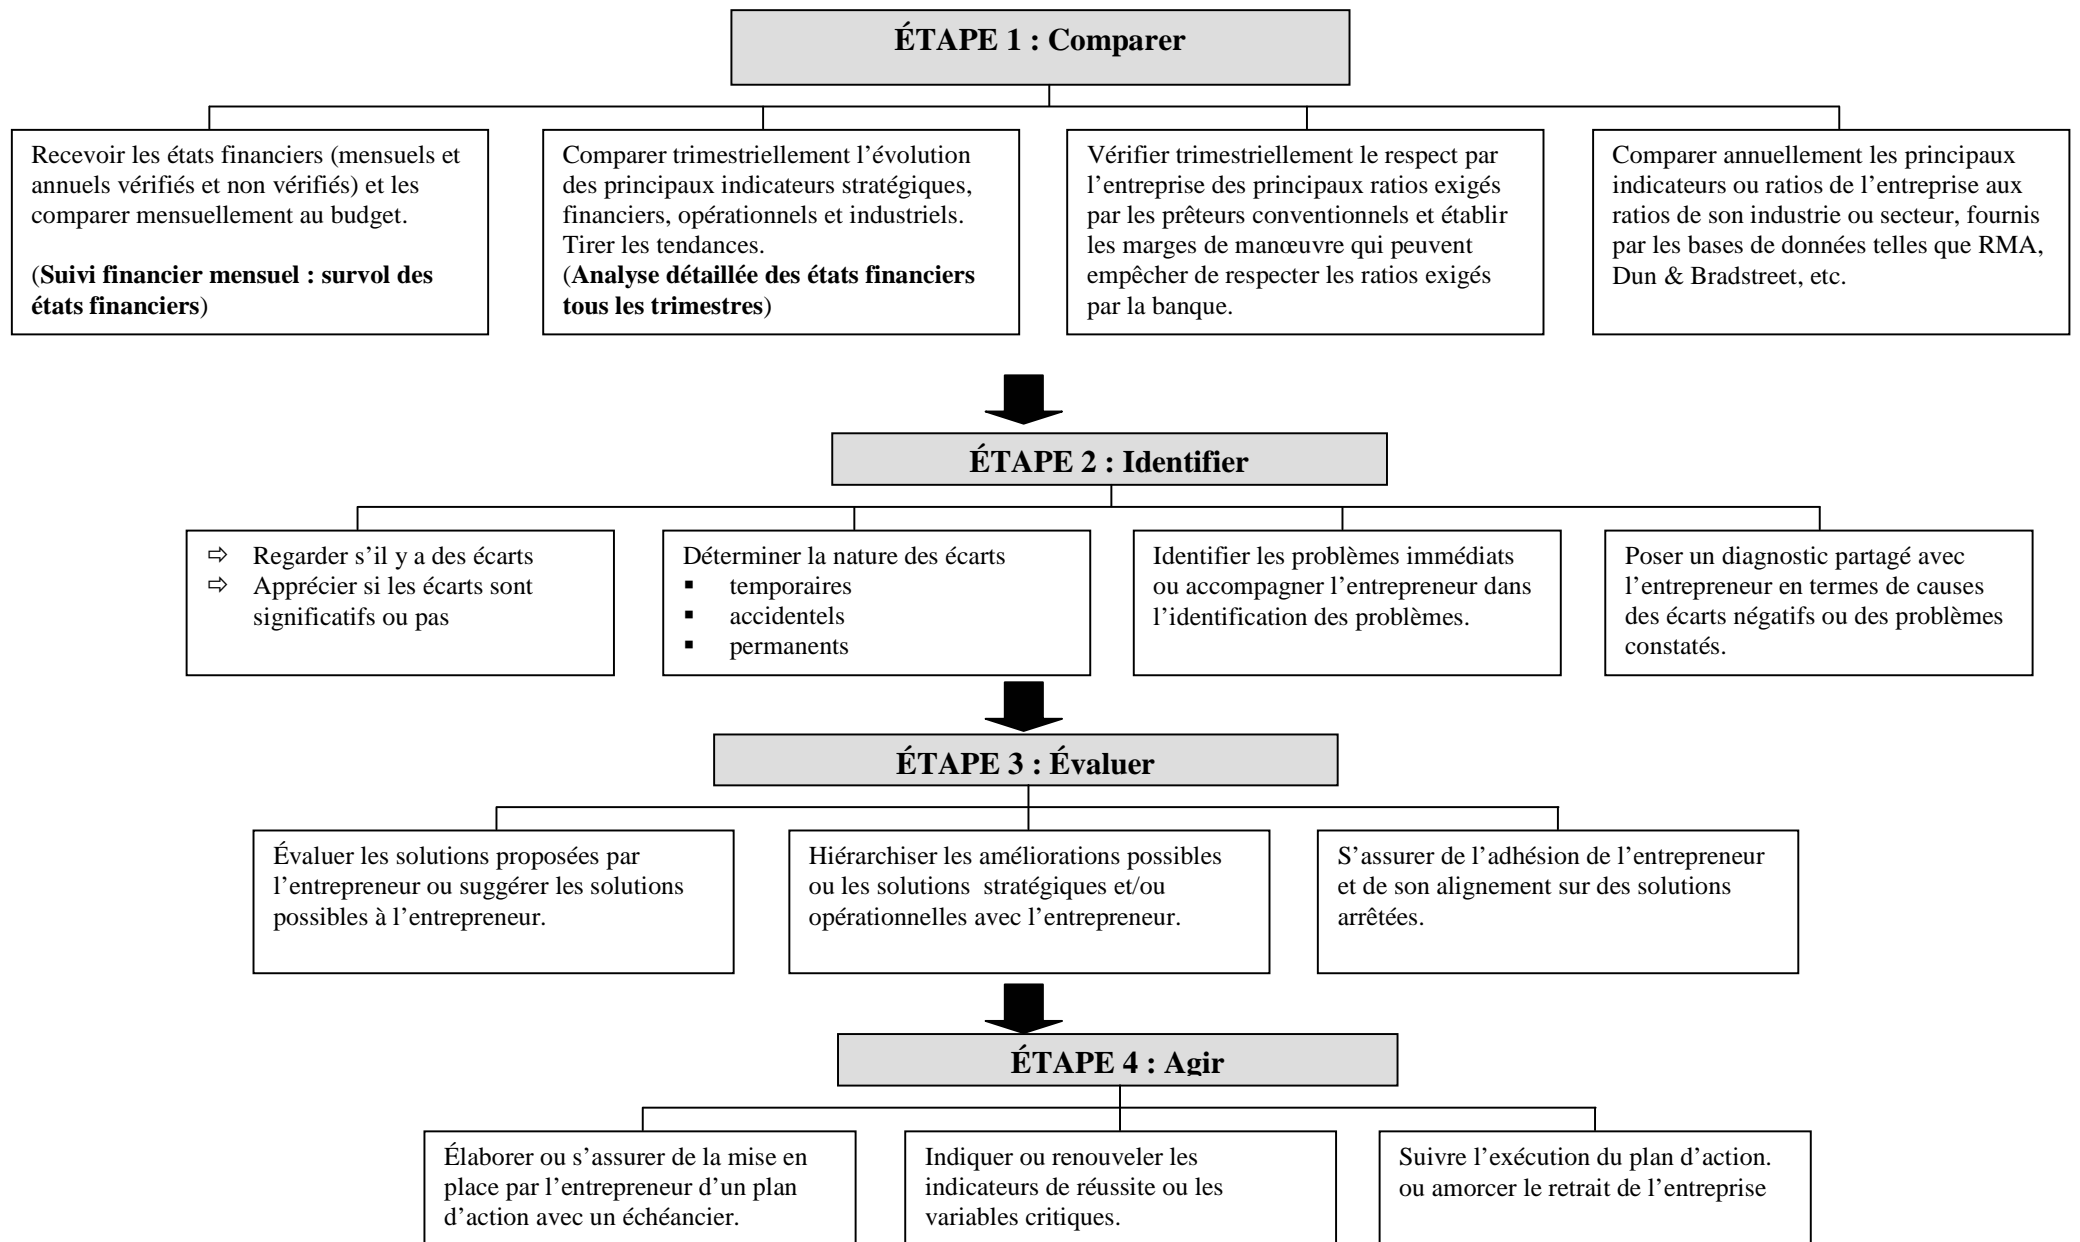 ÉTAPE 1 : Comparer
Recevoir les états financiers (mensuels et
annuels vérifiés et non vérifiés) et les
comparer mensuellement au budget.
(Suivi financier mensuel : survol des
états financiers)
Comparer trimestriellement l’évolution
des principaux indicateurs stratégiques,
financiers, opérationnels et industriels.
Tirer les tendances.
(Analyse détaillée des états financiers
tous les trimestres)
Vérifier trimestriellement le respect par
l’entreprise des principaux ratios exigés
par les prêteurs conventionnels et établir
les marges de manœuvre qui peuvent
empêcher de respecter les ratios exigés
par la banque.
Comparer annuellement les principaux
indicateurs ou ratios de l’entreprise aux
ratios de son industrie ou secteur, fournis
par les bases de données telles que RMA,
Dun & Bradstreet, etc.
ÉTAPE 2 : Identifier
⇨ Regarder s’il y a des écarts
⇨ Apprécier si les écarts sont
significatifs ou pas
Déterminer la nature des écarts
▪ temporaires
▪ accidentels
▪ permanents
Identifier les problèmes immédiats
ou accompagner l’entrepreneur dans
l’identification des problèmes.
Poser un diagnostic partagé avec
l’entrepreneur en termes de causes
des écarts négatifs ou des problèmes
constatés.
ÉTAPE 3 : Évaluer
Évaluer les solutions proposées par
l’entrepreneur ou suggérer les solutions
possibles à l’entrepreneur.
Hiérarchiser les améliorations possibles
ou les solutions stratégiques et/ou
opérationnelles avec l’entrepreneur.
S’assurer de l’adhésion de l’entrepreneur
et de son alignement sur des solutions
arrêtées.
ÉTAPE 4 : Agir
Élaborer ou s’assurer de la mise en
place par l’entrepreneur d’un plan
d’action avec un échéancier.
Indiquer ou renouveler les
indicateurs de réussite ou les
variables critiques.
Suivre l’exécution du plan d’action.
ou amorcer le retrait de l’entreprise